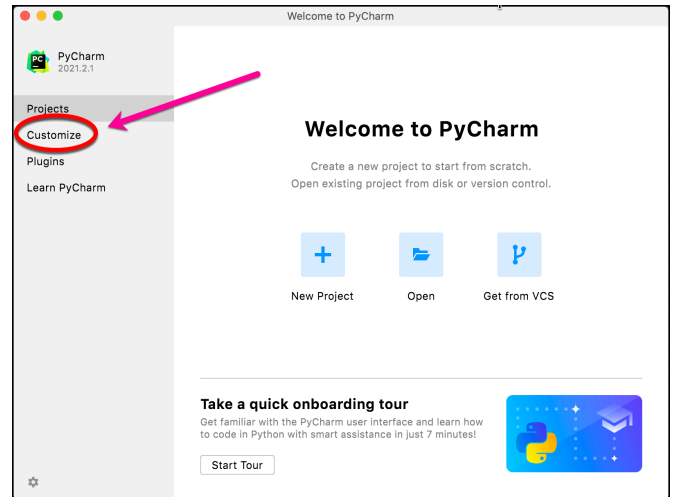 Welcome to PyCharm
PC
PyCharm
2021.2.1
Projects
Customize
Plugins
Learn PyCharm
Welcome to PyCharm
Create a new project to start from scratch.
Open existing project from disk or version control.
New Project
Open
Get from VCS
Take a quick onboarding tour
Get familiar with the PyCharm user interface and learn how
to code in Python with smart assistance in just 7 minutes!
Start Tour